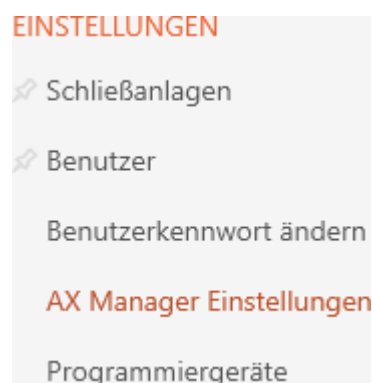 EINSTELLUNGEN
Schließanlagen
Benutzer
Benutzerkennwort ändern
AX Manager Einstellungen
Programmiergeräte